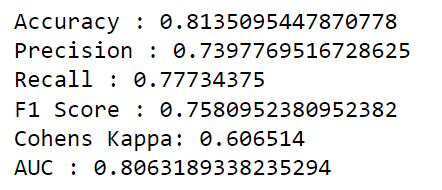 Accuracy : 0.8135095447870778
Precision : 0.7397769516728625
Recall : 0.77734375
F1 Score : 0.7580952380952382
Cohens Kappa: 0.606514
AUC : 0.8063189338235294